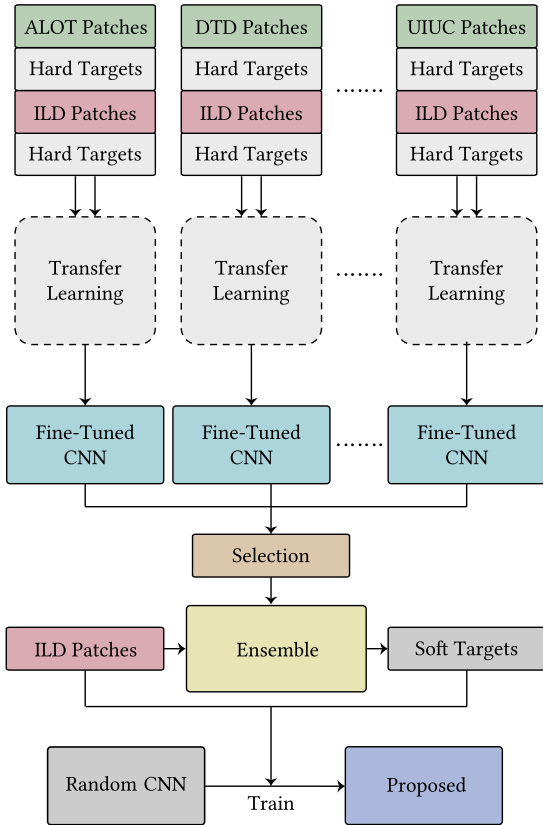 ALOT Patches
DTD Patches
UIUC Patches
Hard Targets
Hard Targets
Hard Targets
.......
ILD Patches
ILD Patches
ILD Patches
Hard Targets
Hard Targets
Hard Targets
Transfer
Learning
Transfer
Learning
.......
Transfer
Learning
Fine-Tuned
CNN
Fine-Tuned
CNN
.......
Fine-Tuned
CNN
Selection
ILD Patches
Ensemble
Soft Targets
Random CNN
Train
Proposed